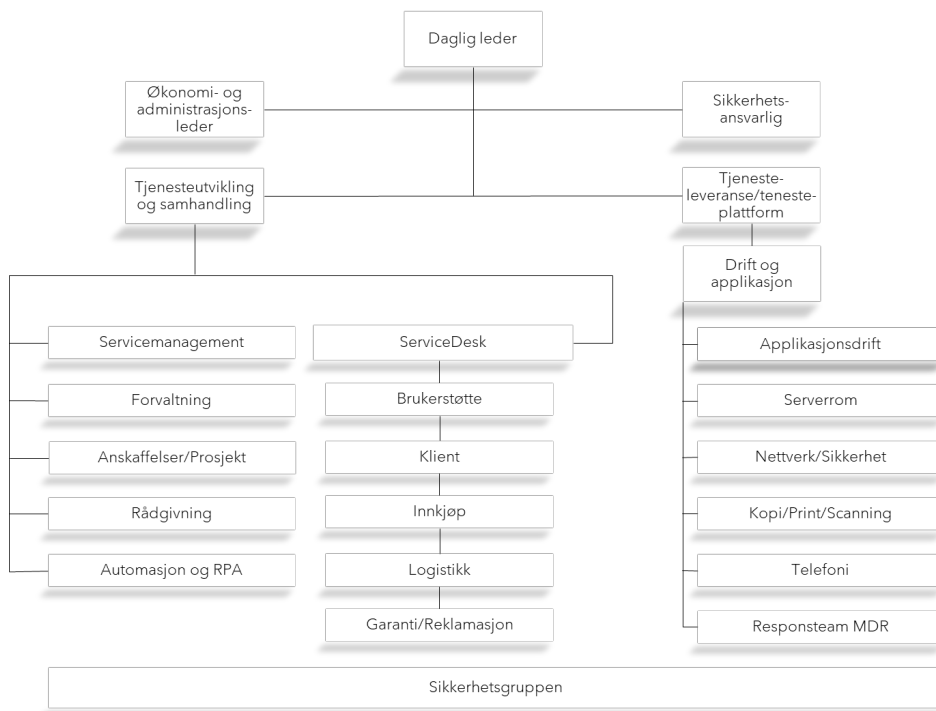 Daglig leder
Økonomi- og
administrasjons-
leder
Sikkerhets-
ansvarlig
Tjenesteutvikling
og samhandling
Tjeneste-
leveranse/teneste-
plattform
Drift og
applikasjon
Servicemanagement
Forvaltning
Anskaffelser/Prosjekt
Rådgivning
Automasjon og RPA
ServiceDesk
Brukerstøtte
Klient
Innkjøp
Logistikk
Garanti/Reklamasjon
Applikasjonsdrift
Serverrom
Nettverk/Sikkerhet
Kopi/Print/Scanning
Telefoni
Responsteam MDR
Sikkerhetsgruppen